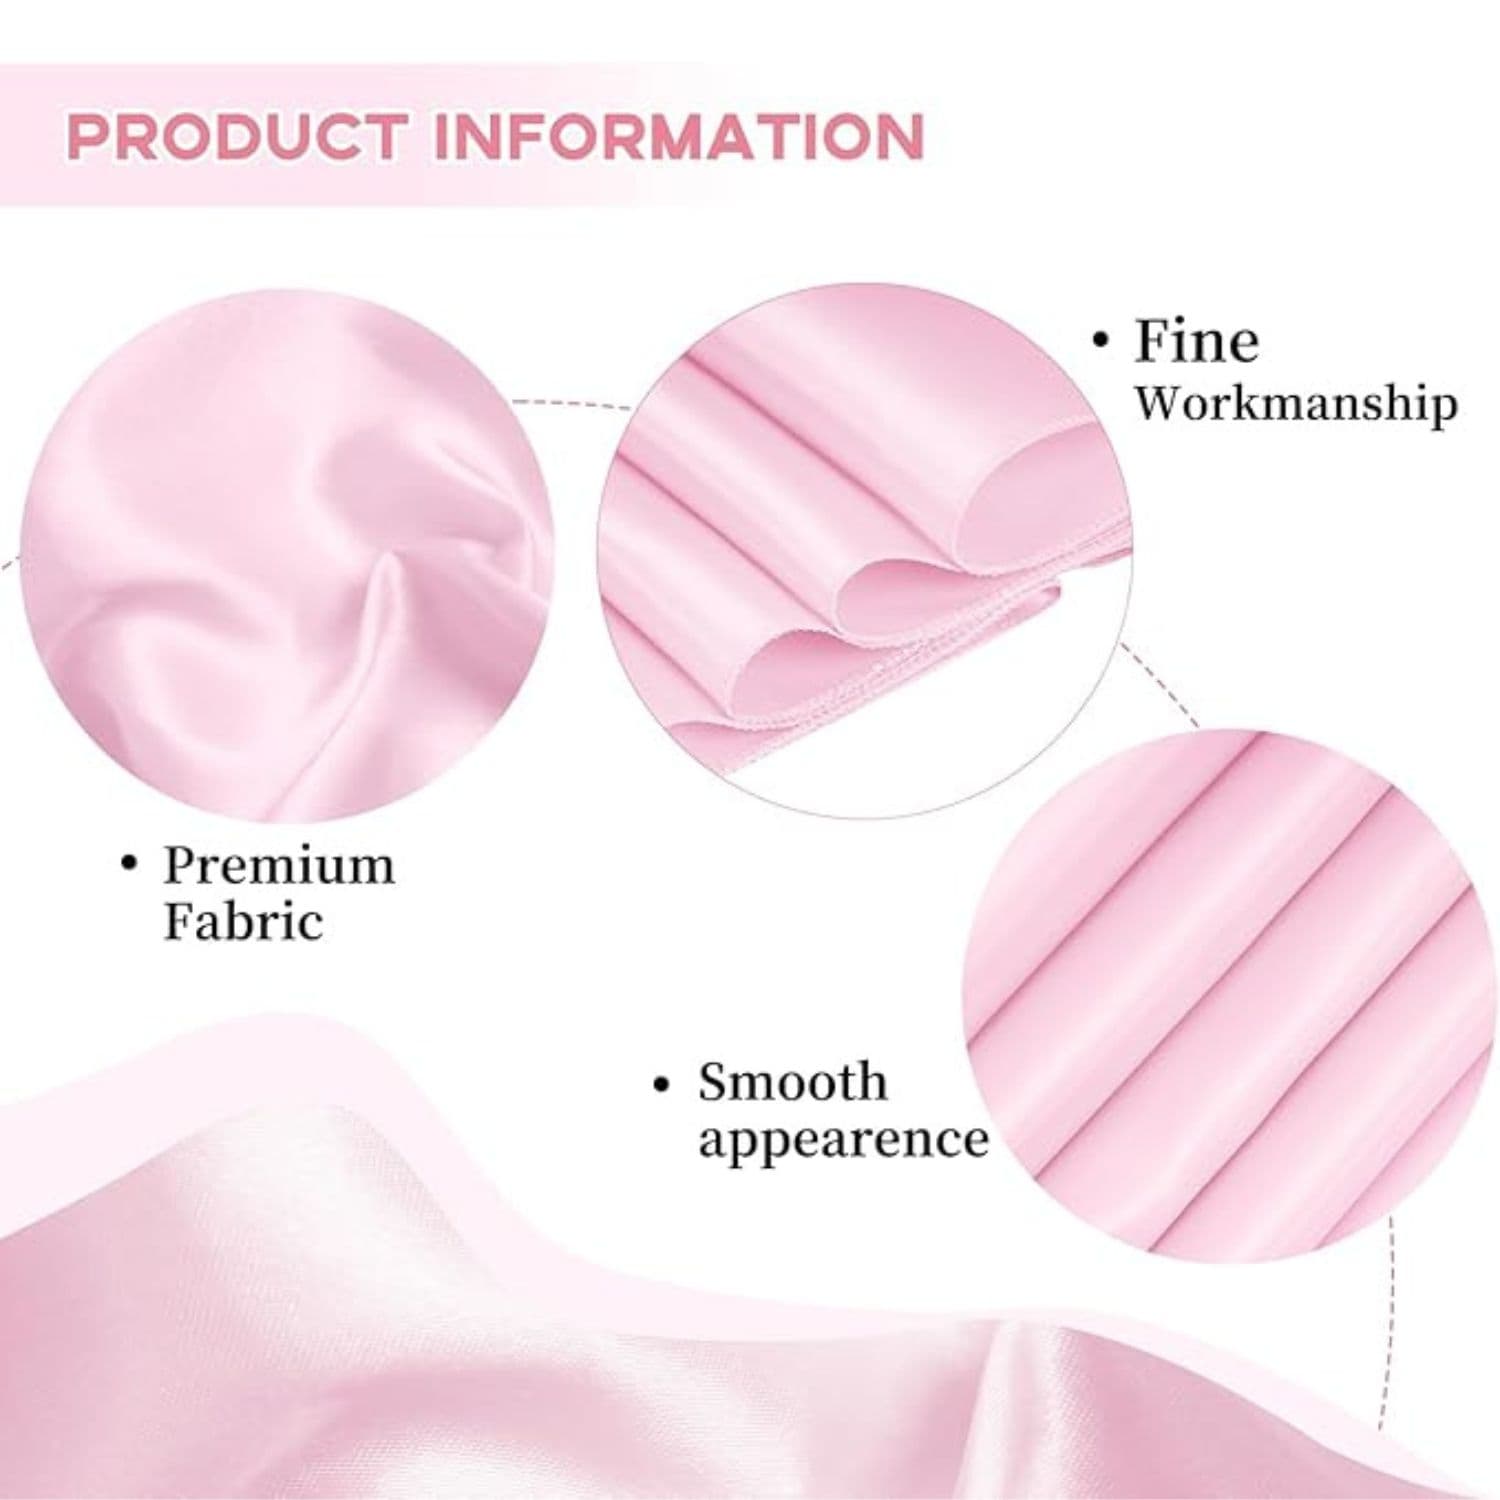 PRODUCT INFORMATION
• Fine
Workmanship
• Premium
Fabric
• Smooth
appearence